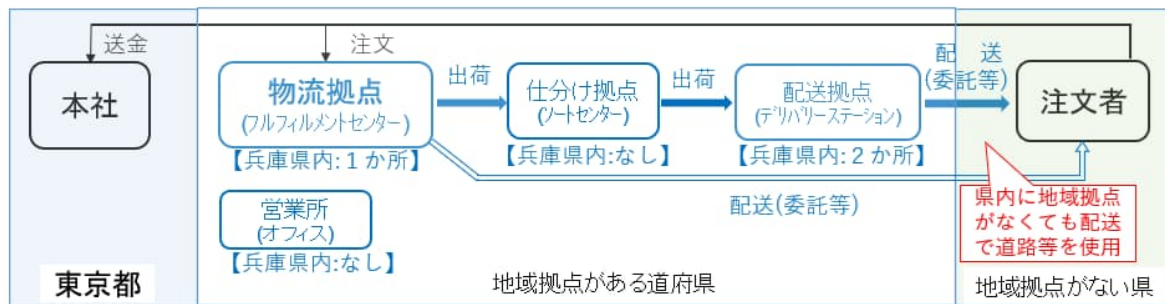 送金
注文
本社
物流拠点
(フルフィルメントセンター)
【兵庫県内:1か所】
出荷
仕分け拠点
(ソートセンター)
【兵庫県内:なし】
出荷
配送拠点
(デリバリーステーション)
【兵庫県内:2か所】
配 送
(委託等)
注文者
配送(委託等)
県内に地域拠点
がなくても配送
で道路等を使用
営業所
(オフィス)
【兵庫県内:なし】
東京都
地域拠点がある道府県
地域拠点がない県